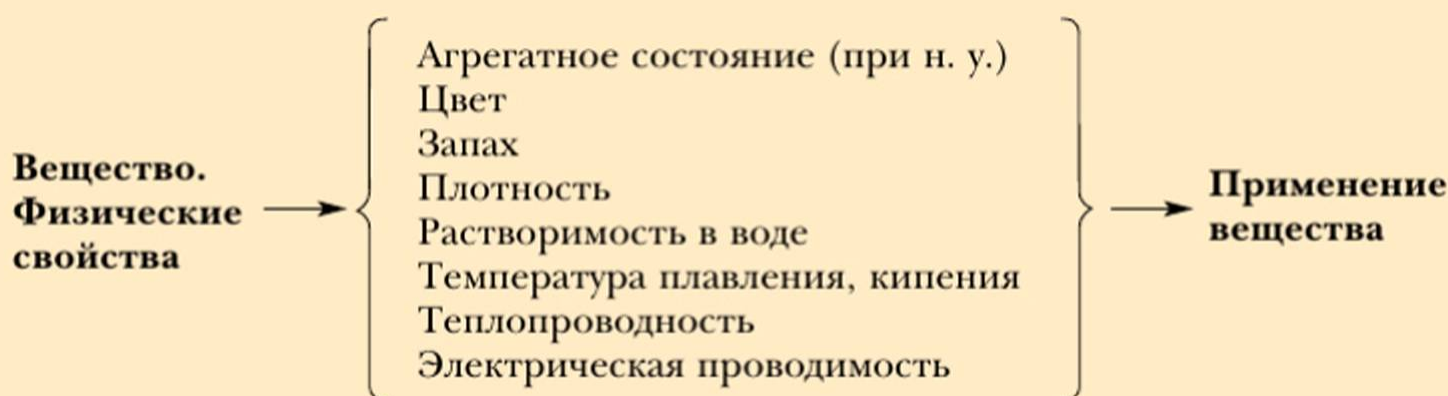 Вещество.
Физические
свойства
Агрегатное состояние (при н. у.)
Цвет
Запах
Плотность
Растворимость в воде
Температура плавления, кипения
Теплопроводность
Электрическая проводимость
Применение
вещества